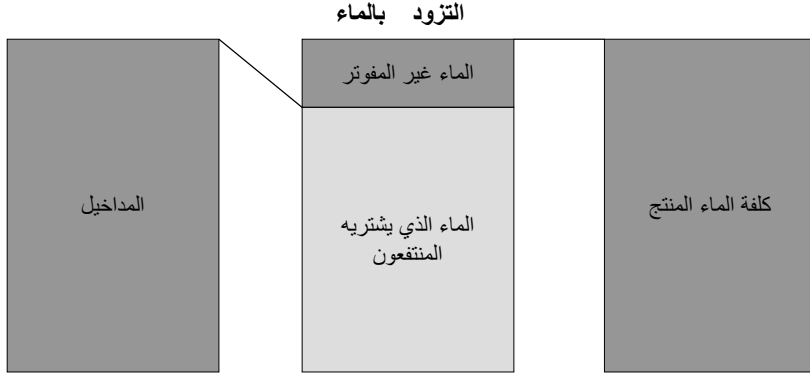 التزود بالماء
كلفة الماء المنتج
الماء غير المفوتر
الماء الذي يشتريه
المنتفعون
المداخيل